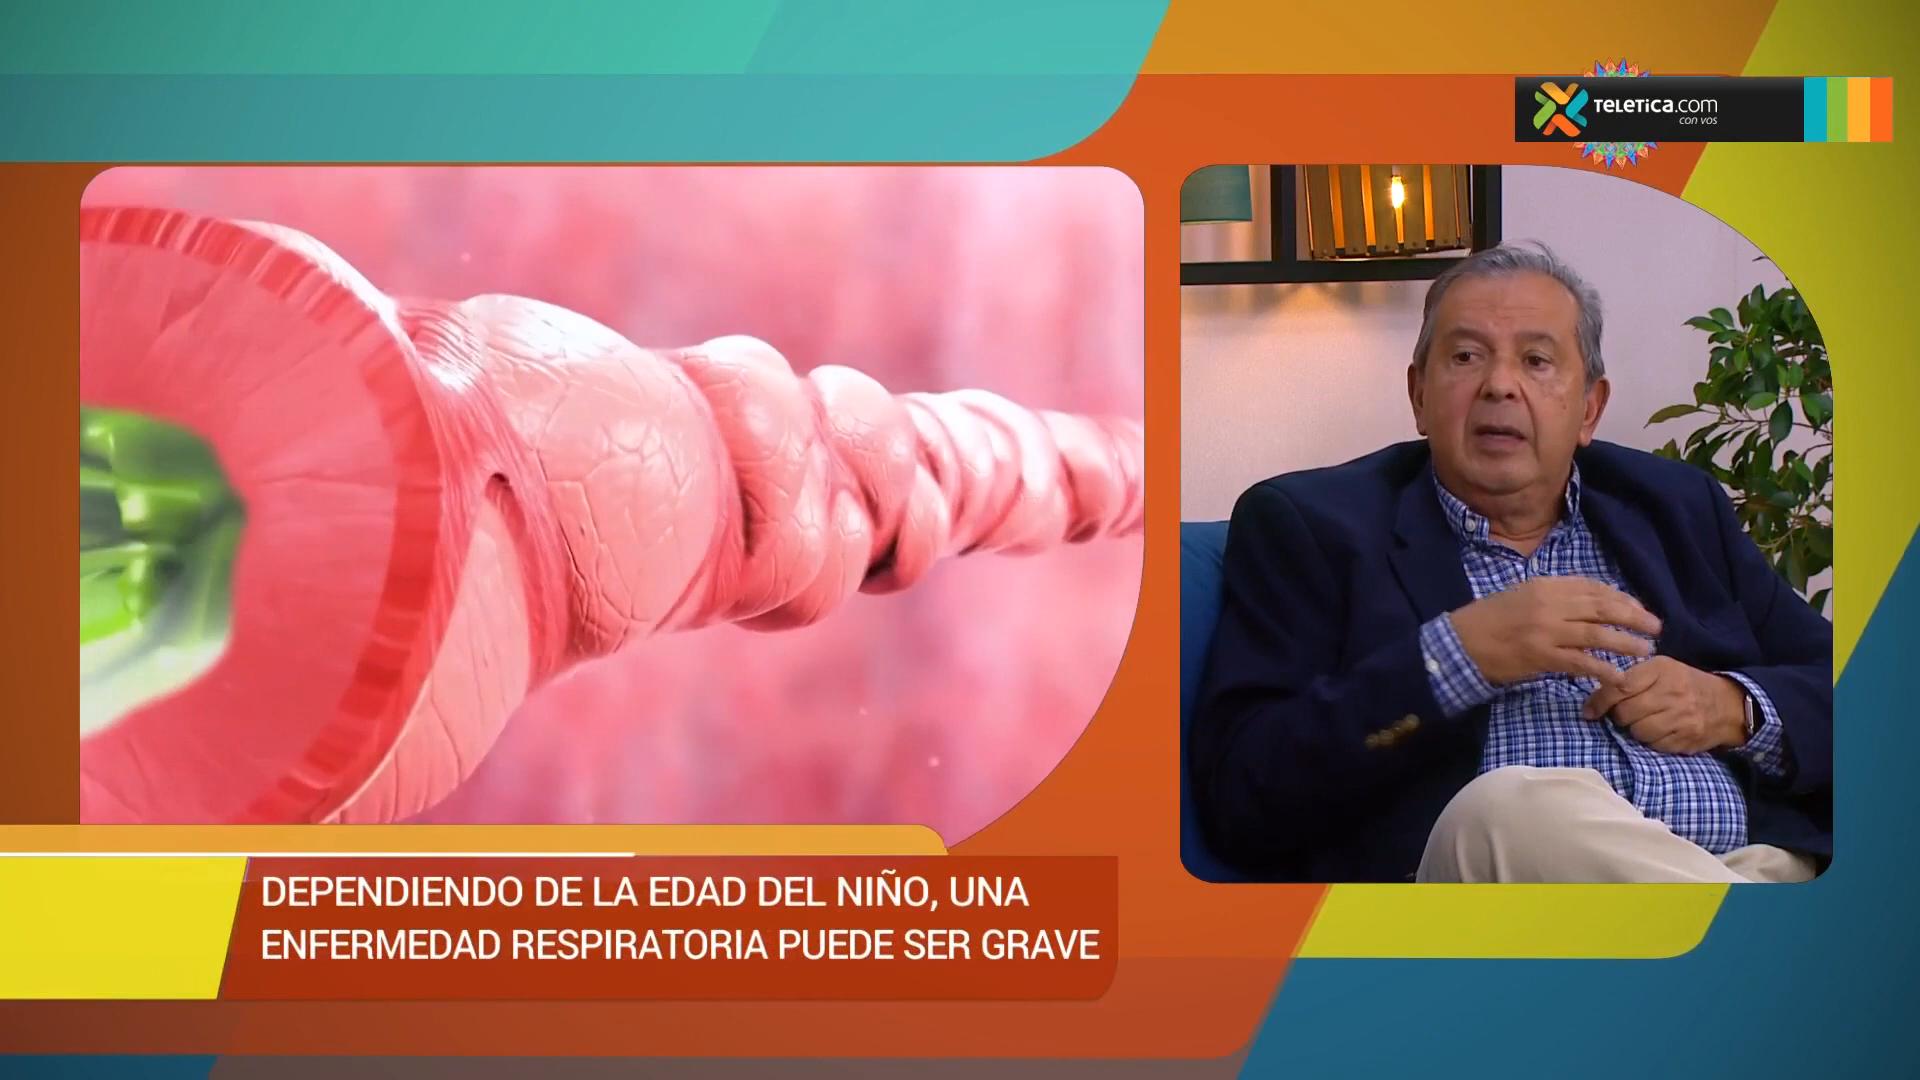 TELETICA.com
con vos
DEPENDIENDO DE LA EDAD DEL NIÑO, UNA
ENFERMEDAD RESPIRATORIA PUEDE SER GRAVE